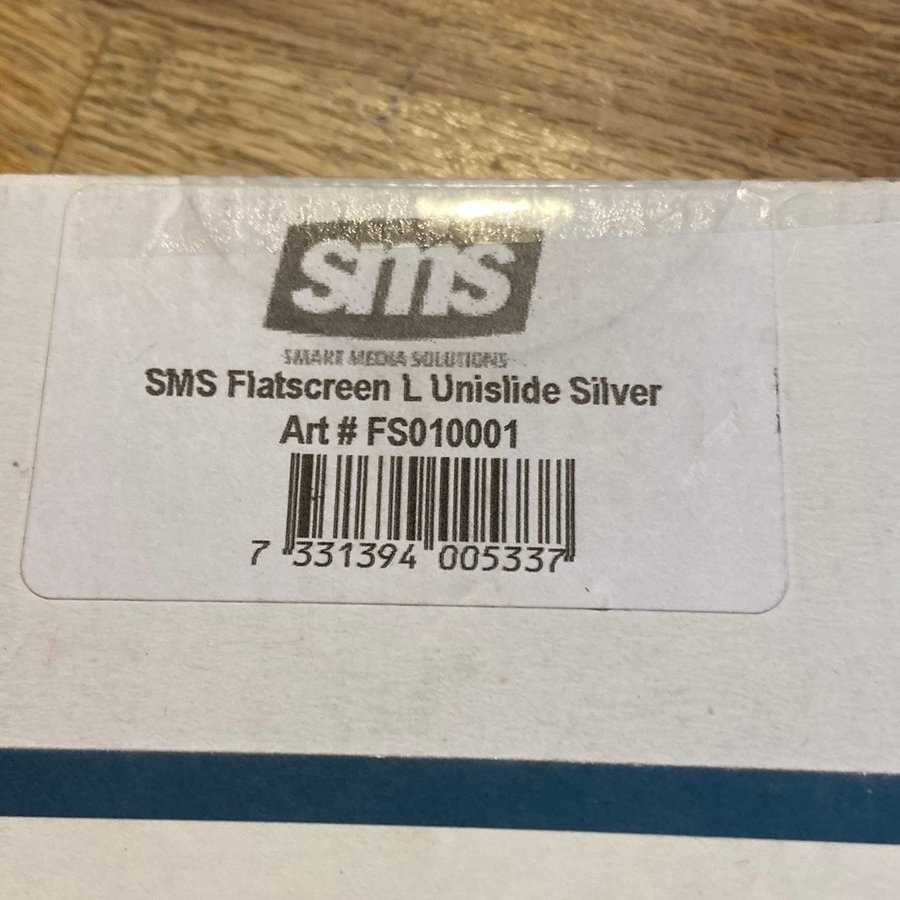 sms
SMART MEDIA SOLUTIONS
SMS Flatscreen L Unislide Silver
Art # FS010001
7 331394 005337